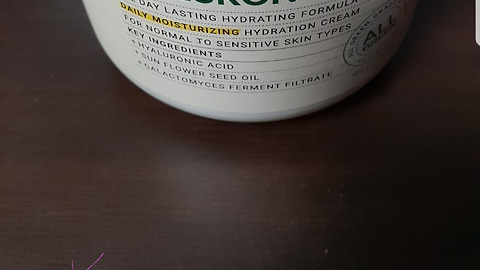 DAY LASTING HYDRATING FORMULA
DAILY MOISTURIZING HYDRATION CREAM
FOR NORMAL TO SENSITIVE SKIN TYPES
KEY INGREDIENTS
• HYALURONIC ACID
• SUN FLOWER SEED OIL
• GALACTOMYCES FERMENT FILTRATE
ALL